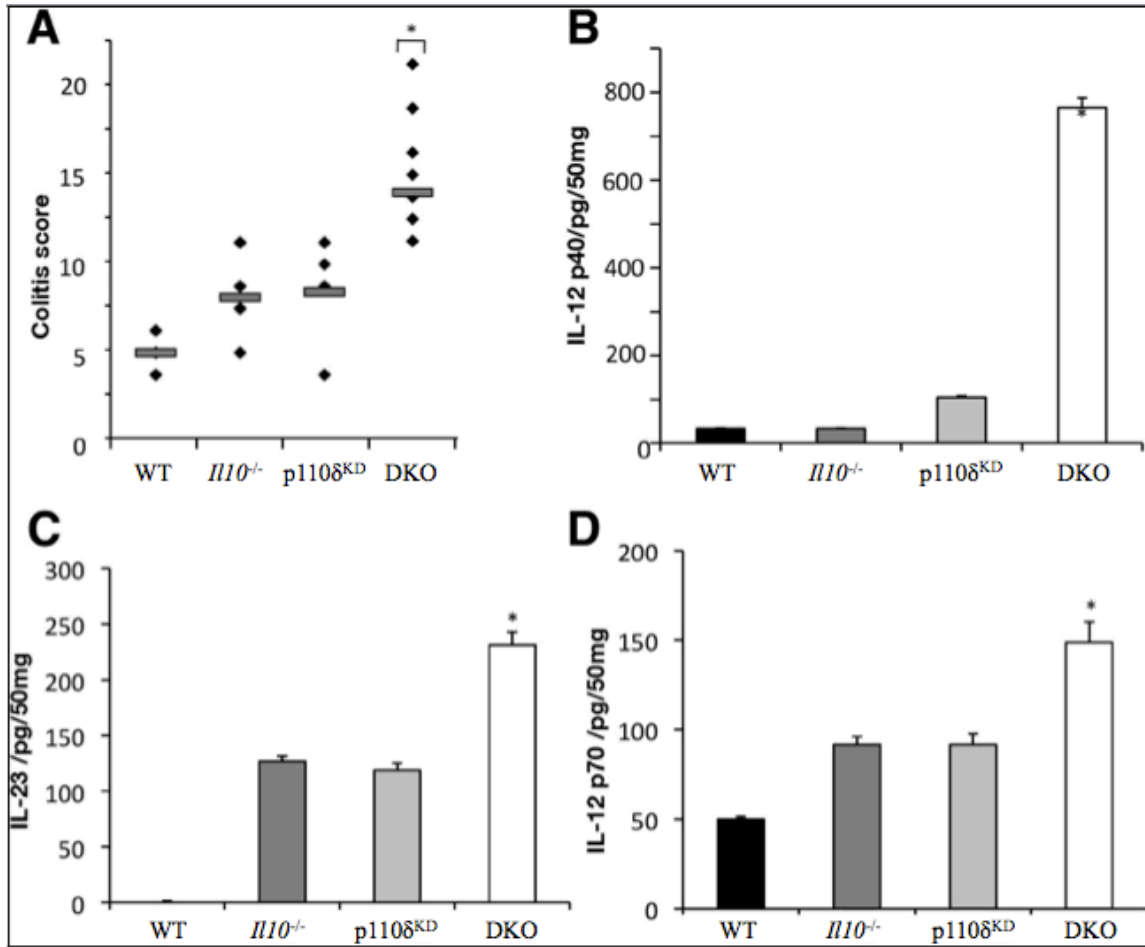 A
Colitis score
20
15
10
5
0
*
WT
Il10-/-
p110δKD
DKO
B
IL-12 p40/pg/50mg
800
600
400
200
0
*
WT
Il10-/-
p110δKD
DKO
C
IL-23 /pg/50mg
300
250
200
150
100
50
0
*
WT
Il10-/-
p110δKD
DKO
D
IL-12 p70 /pg/50mg
200
150
100
50
0
*
WT
Il10-/-
p110δKD
DKO